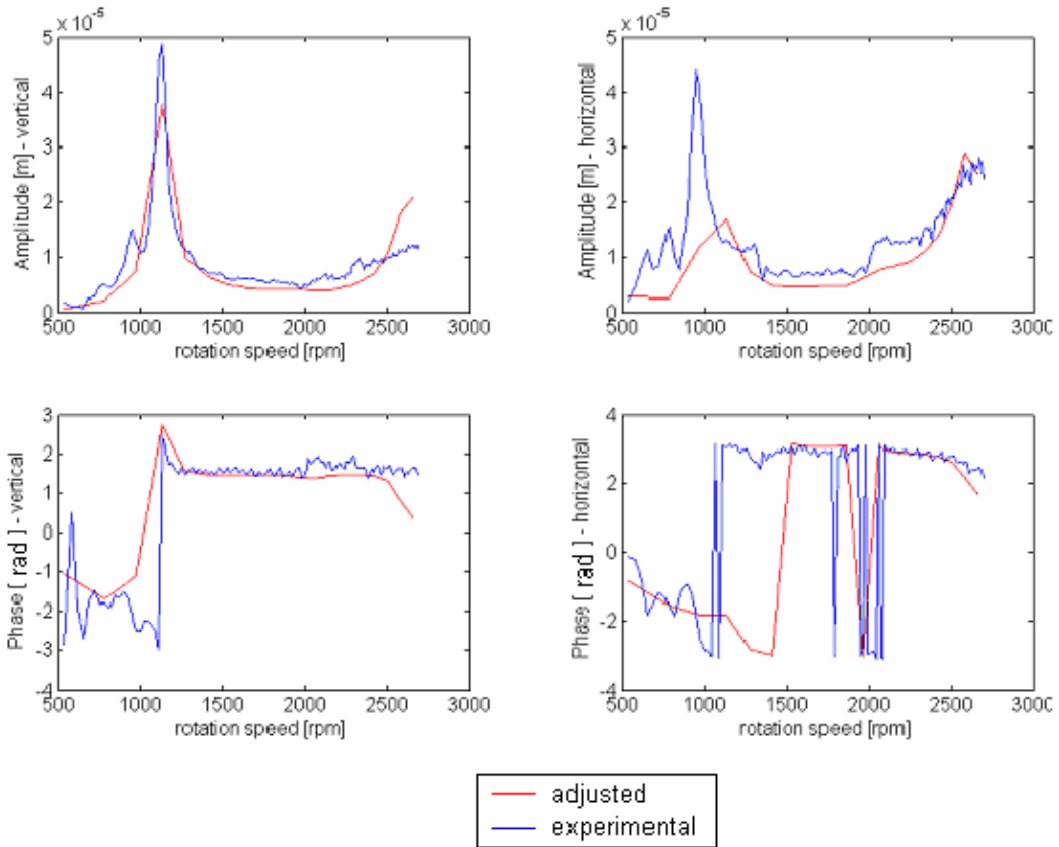 x 10⁻⁵
5
4
3
2
1
0
500 1000 1500 2000 2500 3000
rotation speed [rpm]
Amplitude [m] - vertical
x 10⁻⁵
5
4
3
2
1
0
500 1000 1500 2000 2500 3000
rotation speed [rpm]
Amplitude [m] - horizontal
3
2
1
0
-1
-2
-3
-4
500 1000 1500 2000 2500 3000
rotation speed [rpm]
Phase [ rad ] - vertical
4
2
0
-2
-4
500 1000 1500 2000 2500 3000
rotation speed [rpm]
Phase [ rad ] - horizontal
adjusted
experimental